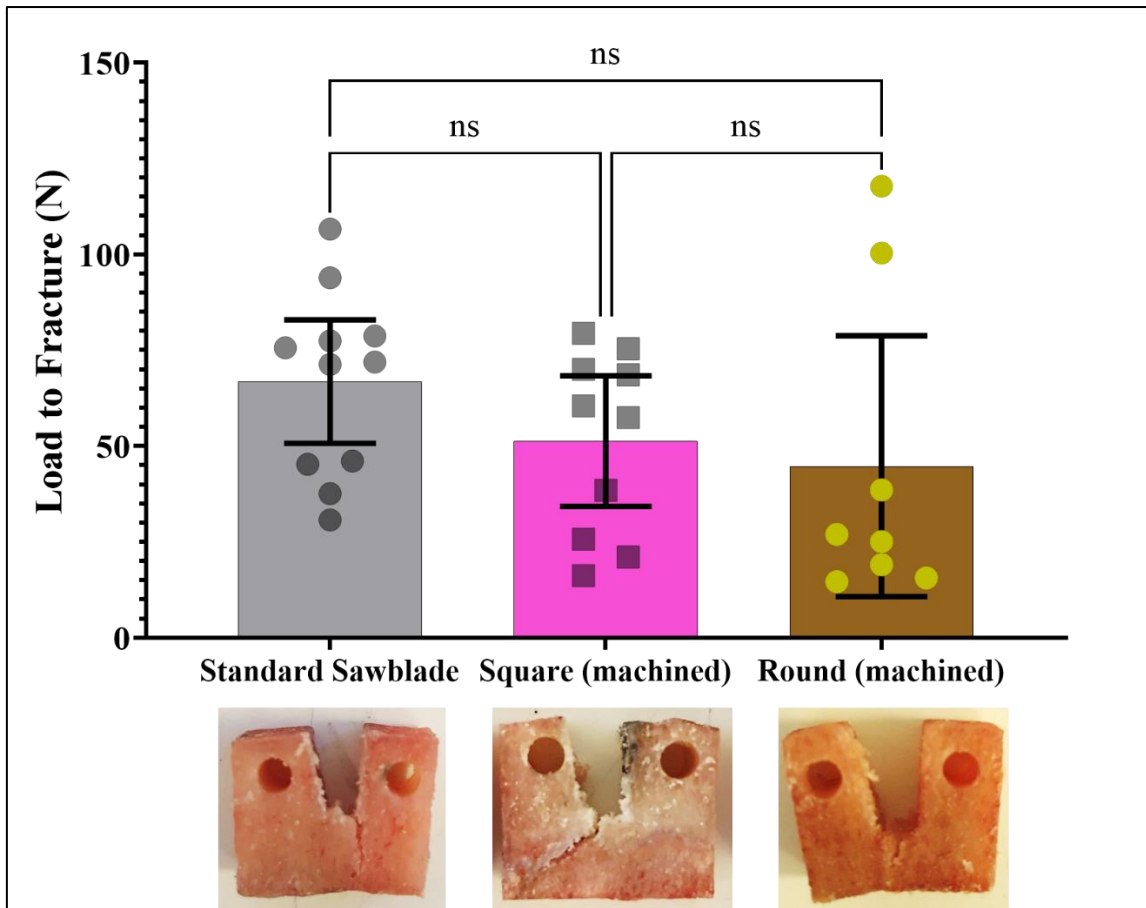 ns
ns
ns
150
100
50
0
Load to Fracture (N)
Standard Sawblade
Square (machined)
Round (machined)